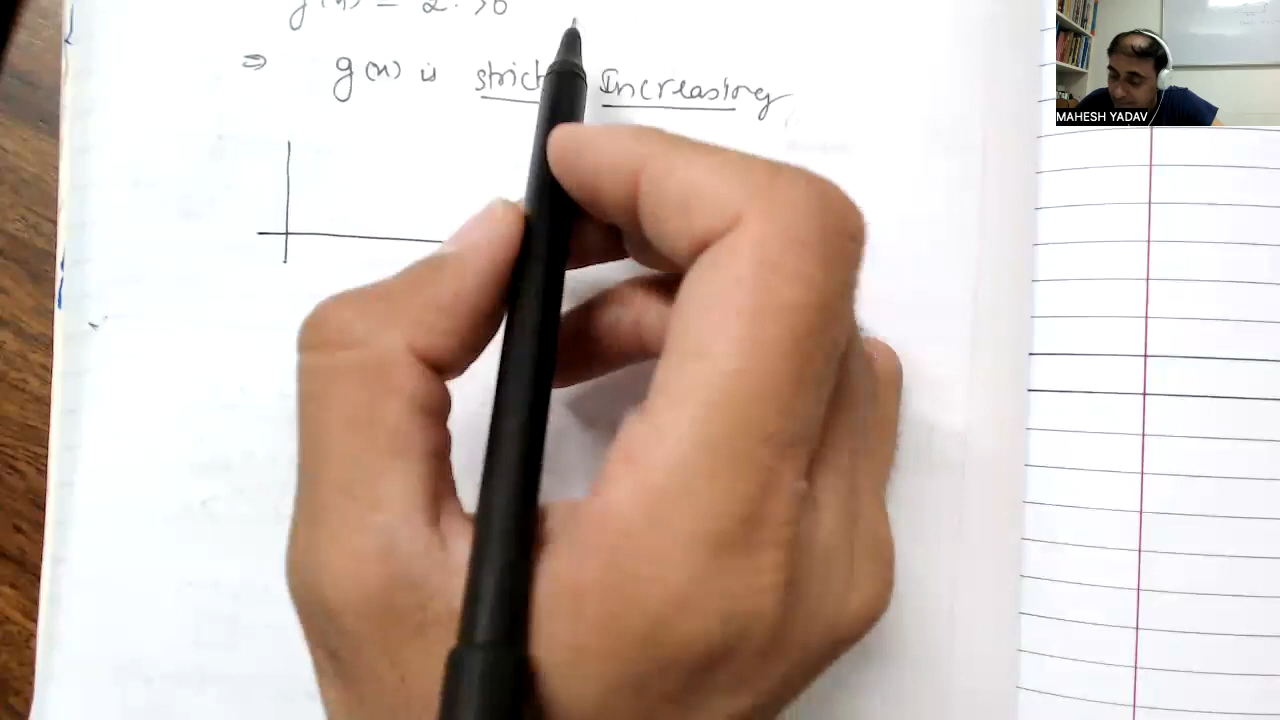 ⇒ g(x) is strict Increasing
MAHESH YADAV